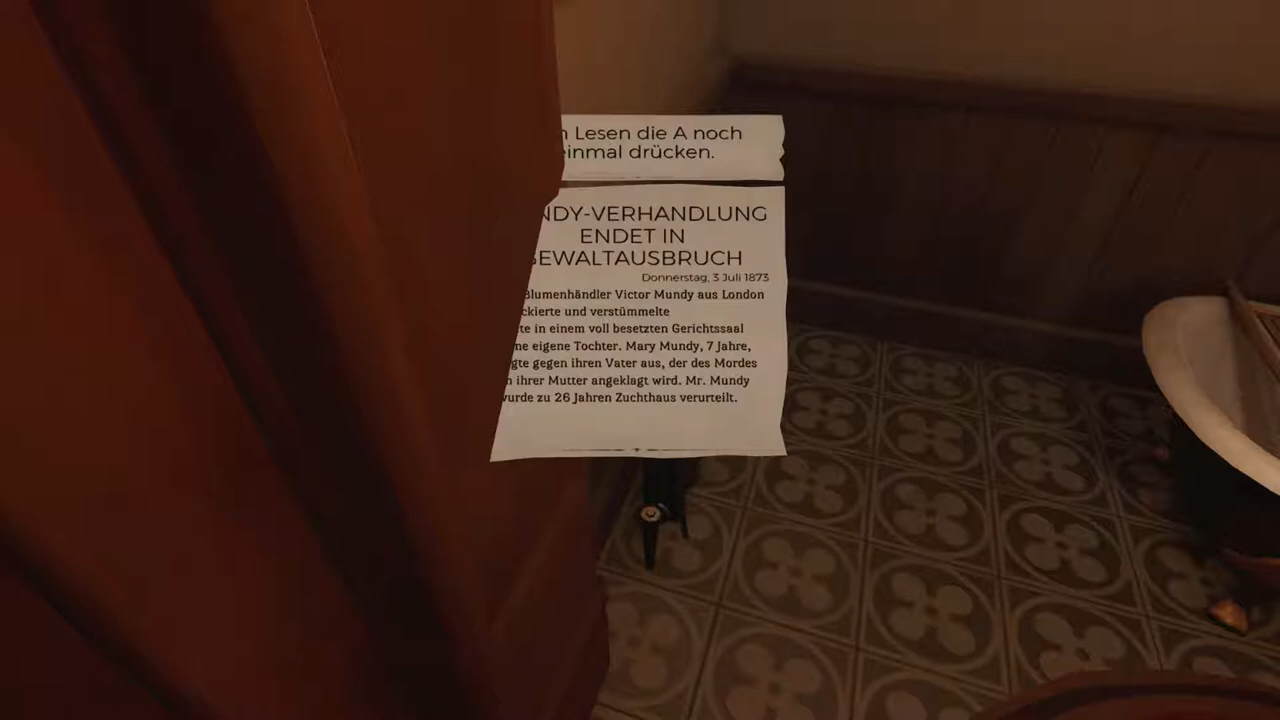 Lesen die A noch
einmal drücken.
NDY-VERHANDLUNG
ENDET IN
GEWALTAUSBRUCH
Donnerstag, 3 Juli 1873
Blumenhändler Victor Mundy aus London
ckierte und verstümmelte
te in einem voll besetzten Gerichtssaal
ne eigene Tochter. Mary Mundy, 7 Jahre,
gte gegen ihren Vater aus, der des Mordes
n ihrer Mutter angeklagt wird. Mr. Mundy
wurde zu 26 Jahren Zuchthaus verurteilt.